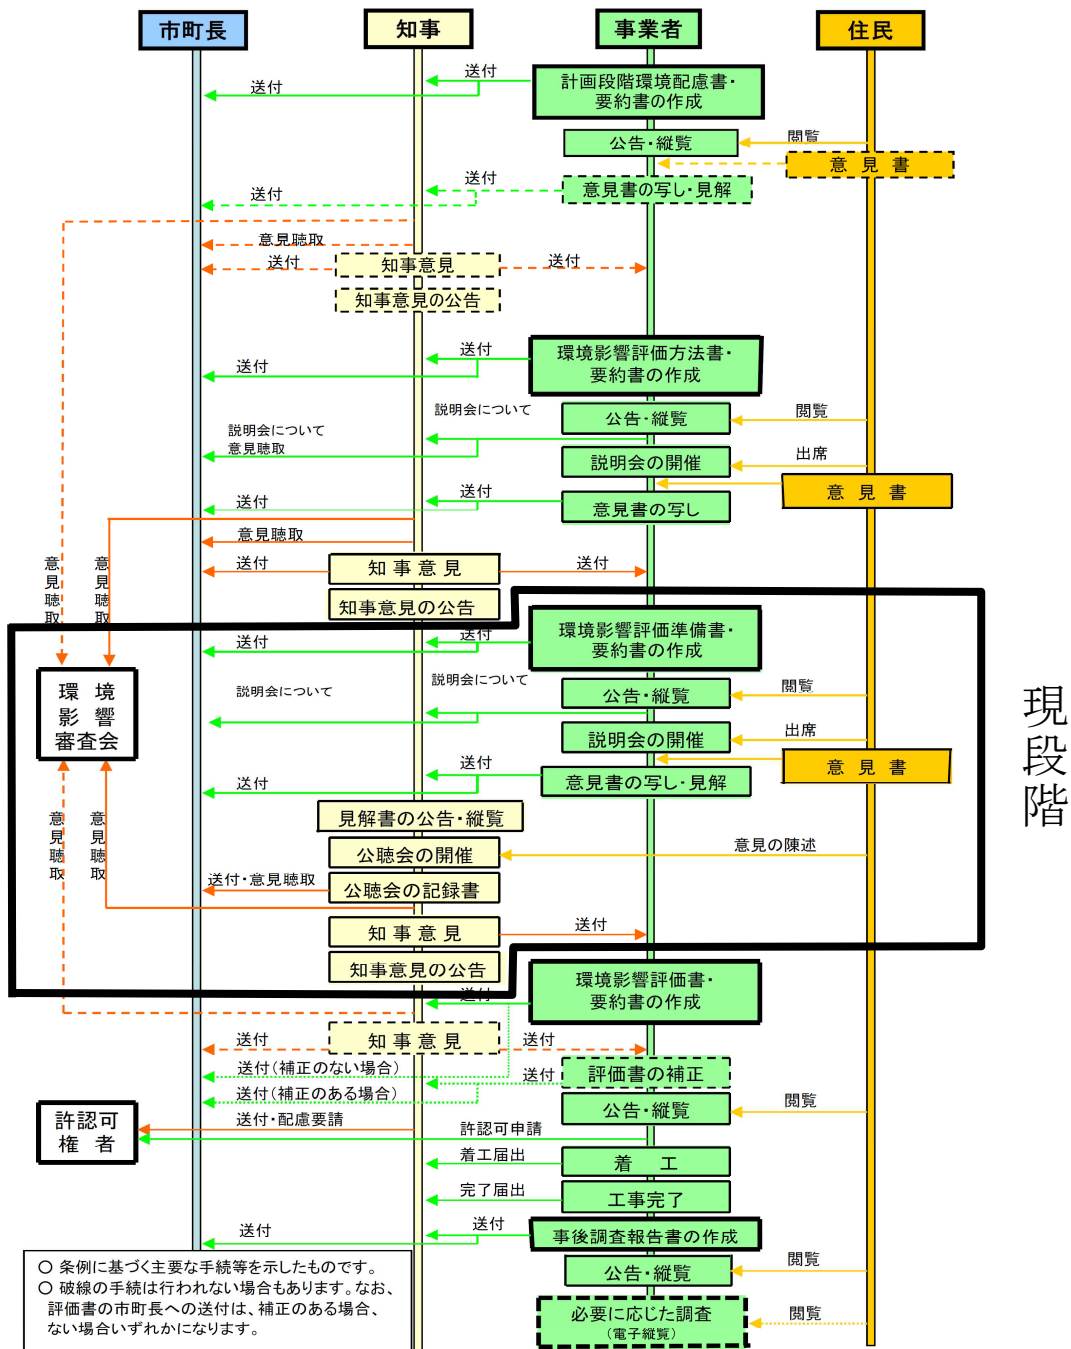 市町長
知事
事業者
住民
計画段階環境配慮書・
要約書の作成
送付
送付
公告・縦覧
閲覧
意 見 書
意見書の写し・見解
送付
送付
意見聴取
知事意見
送付
送付
知事意見の公告
環境影響評価方法書・
要約書の作成
送付
送付
公告・縦覧
閲覧
説明会について
説明会について
意見聴取
説明会の開催
出席
意 見 書
意見書の写し
送付
送付
意見聴取
知 事 意 見
送付
送付
知事意見の公告
意見聴取
意見聴取
環境影響評価準備書・
要約書の作成
送付
送付
環 境
影 響
審査会
公告・縦覧
閲覧
説明会について
説明会について
説明会の開催
出席
意 見 書
意見書の写し・見解
送付
送付
現段階
見解書の公告・縦覧
意見聴取
意見聴取
公聴会の開催
意見の陳述
公聴会の記録書
送付・意見聴取
知 事 意 見
送付
知事意見の公告
環境影響評価書・
要約書の作成
送付
知 事 意 見
送付
送付
送付(補正のない場合)
評価書の補正
送付
送付(補正のある場合)
公告・縦覧
閲覧
許認可
権 者
送付・配慮要請
許認可申請
着 工
着工届出
工事完了
完了届出
事後調査報告書の作成
送付
送付
公告・縦覧
閲覧
必要に応じた調査
(電子縦覧)
閲覧
○ 条例に基づく主要な手続等を示したものです。
○ 破線の手続は行われない場合もあります。なお、
評価書の市町長への送付は、補正のある場合、
ない場合いずれかになります。